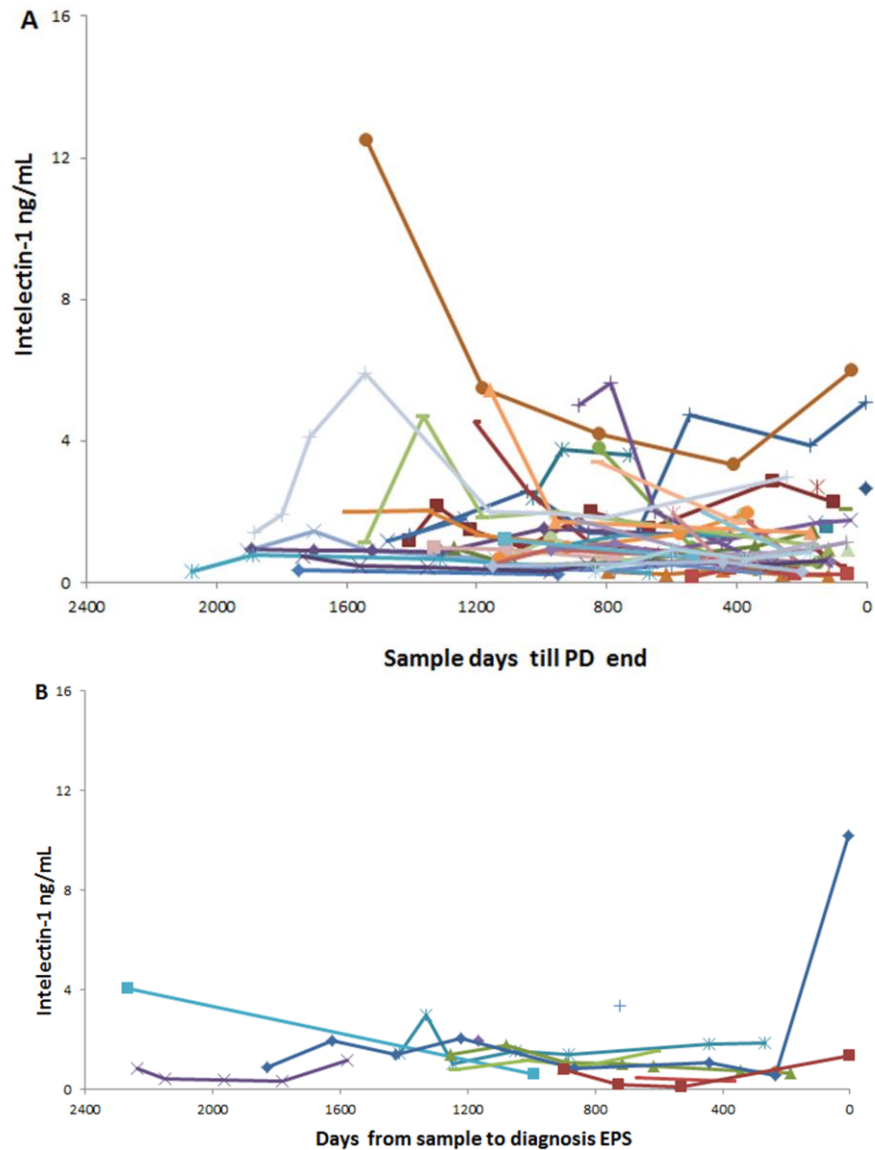 A
16
12
8
4
0
Intelectin-1 ng/mL
2400 2000 1600 1200 800 400 0
Sample days till PD end
B
16
12
8
4
0
Intelectin-1 ng/mL
2400 2000 1600 1200 800 400 0
Days from sample to diagnosis EPS